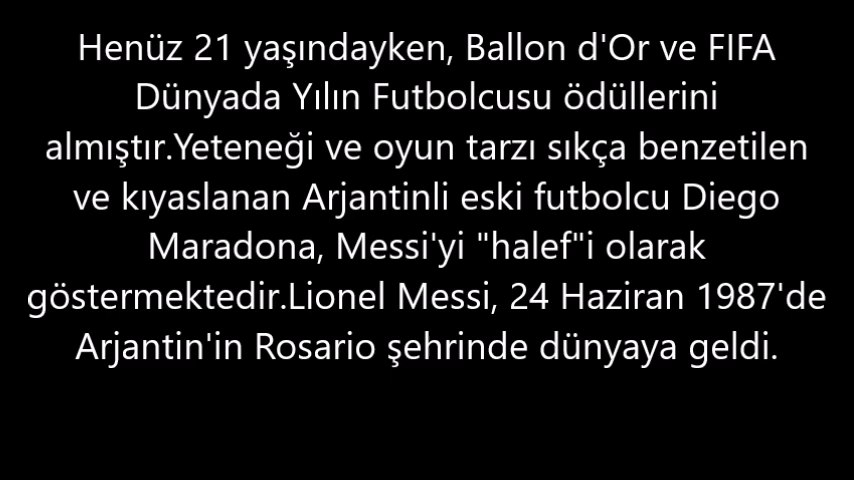 Henüz 21 yaşındayken, Ballon d'Or ve FIFA
Dünyada Yılın Futbolcusu ödüllerini
almıştır.Yeteneği ve oyun tarzı sıkça benzetilen
ve kıyaslanan Arjantinli eski futbolcu Diego
Maradona, Messi'yi "halef"i olarak
göstermektedir.Lionel Messi, 24 Haziran 1987'de
Arjantin'in Rosario şehrinde dünyaya geldi.